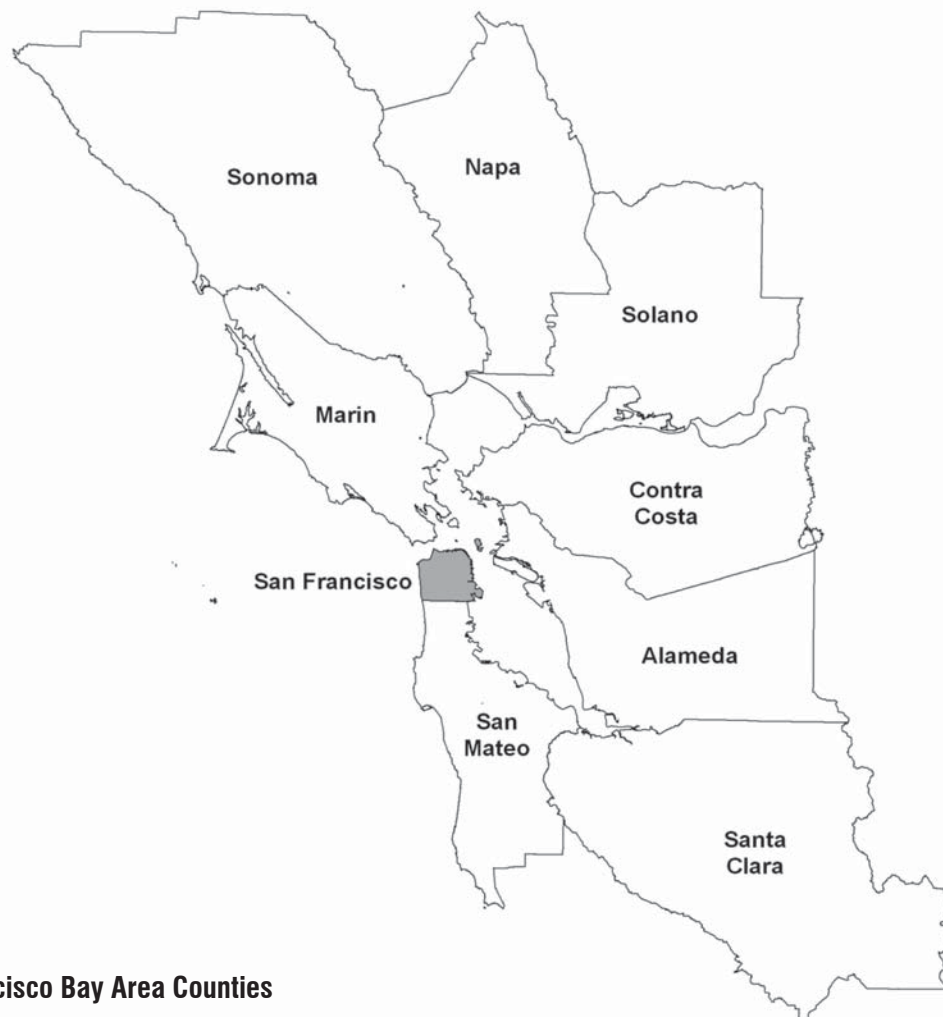 Sonoma
Napa
Solano
Marin
Contra
Costa
San Francisco
Alameda
San
Mateo
Santa
Clara
cisco Bay Area Counties